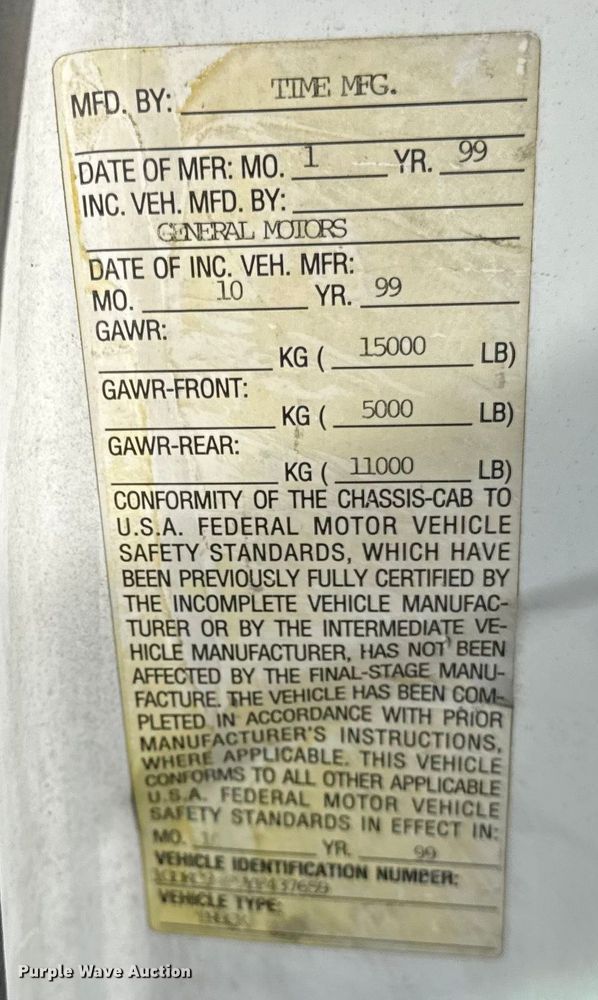 MFD. BY: TIME MFG.
DATE OF MFR: MO. 1 YR. 99
INC. VEH. MFD. BY:
GENERAL MOTORS
DATE OF INC. VEH. MFR:
MO. 10 YR. 99
GAWR:
KG ( 15000 LB)
GAWR-FRONT:
KG ( 5000 LB)
GAWR-REAR:
KG ( 11000 LB)
CONFORMITY OF THE CHASSIS-CAB TO
U.S.A. FEDERAL MOTOR VEHICLE
SAFETY STANDARDS, WHICH HAVE
BEEN PREVIOUSLY FULLY CERTIFIED BY
THE INCOMPLETE VEHICLE MANUFAC-
TURER OR BY THE INTERMEDIATE VE-
HICLE MANUFACTURER, HAS NOT BEEN
AFFECTED BY THE FINAL-STAGE MANU-
FACTURE. THE VEHICLE HAS BEEN COM-
PLETED IN ACCORDANCE WITH PRIOR
MANUFACTURER'S INSTRUCTIONS,
WHERE APPLICABLE. THIS VEHICLE
CONFORMS TO ALL OTHER APPLICABLE
U.S.A. FEDERAL MOTOR VEHICLE
SAFETY STANDARDS IN EFFECT IN:
MO. YR. 99
VEHICLE IDENTIFICATION NUMBER:
VEHICLE TYPE:
Purple Wave Auction